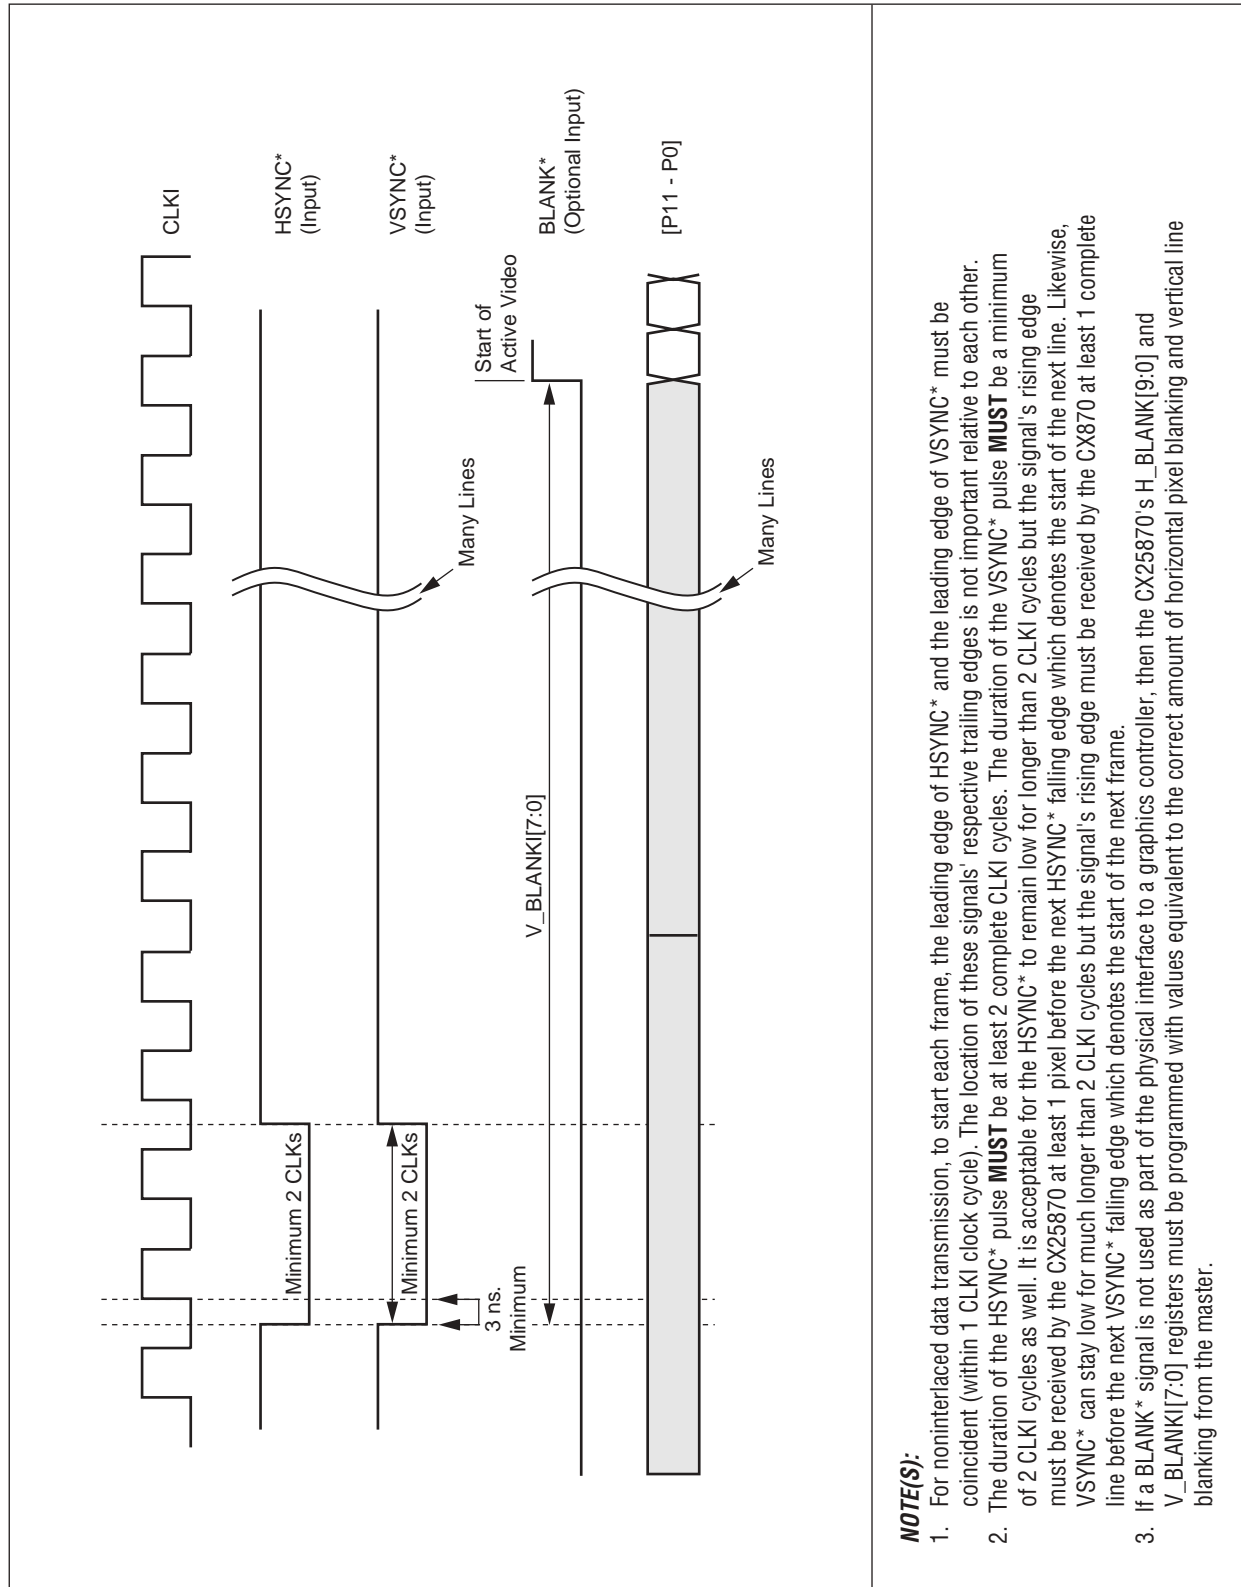 CLKI
HSYNC*
(Input)
VSYNC*
(Input)
BLANK*
(Optional Input)
[P11 - P0]
Start of
Active Video
Many Lines
Many Lines
V_BLANKI[7:0]
Minimum 2 CLKs
Minimum 2 CLKs
3 ns.
Minimum
NOTE(S):
1. For noninterlaced data transmission, to start each frame, the leading edge of HSYNC* and the leading edge of VSYNC* must be
coincident (within 1 CLKI clock cycle). The location of these signals' respective trailing edges is not important relative to each other.
2. The duration of the HSYNC* pulse MUST be at least 2 complete CLKI cycles. The duration of the VSYNC* pulse MUST be a minimum
of 2 CLKI cycles as well. It is acceptable for the HSYNC* to remain low for longer than 2 CLKI cycles but the signal's rising edge
must be received by the CX25870 at least 1 pixel before the next HSYNC* falling edge which denotes the start of the next line. Likewise,
VSYNC* can stay low for much longer than 2 CLKI cycles but the signal's rising edge must be received by the CX870 at least 1 complete
line before the next VSYNC* falling edge which denotes the start of the next frame.
3. If a BLANK* signal is not used as part of the physical interface to a graphics controller, then the CX25870's H_BLANK[9:0] and
V_BLANKI[7:0] registers must be programmed with values equivalent to the correct amount of horizontal pixel blanking and vertical line
blanking from the master.